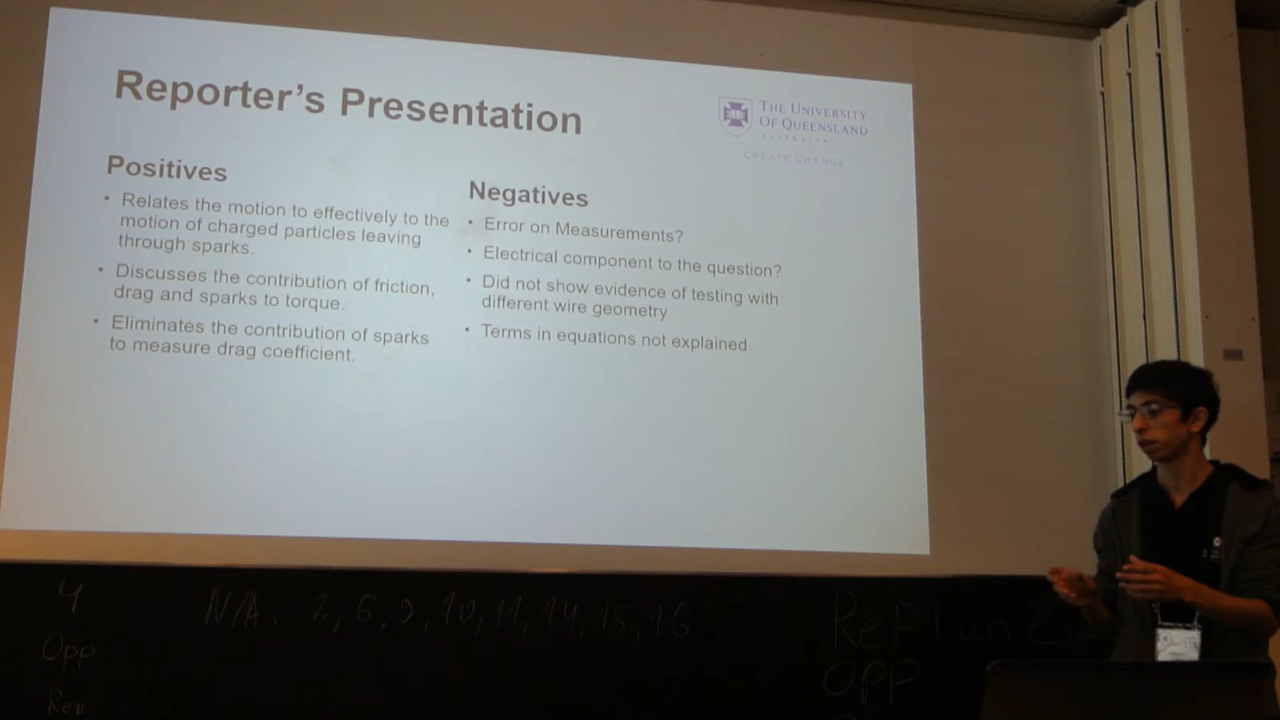 Reporter's Presentation
THE UNIVERSITY
OF QUEENSLAND
AUSTRALIA
CREATE CHANGE
Positives
• Relates the motion to effectively to the
motion of charged particles leaving
through sparks.
• Discusses the contribution of friction,
drag and sparks to torque.
• Eliminates the contribution of sparks
to measure drag coefficient.
Negatives
• Error on Measurements?
• Electrical component to the question?
• Did not show evidence of testing with
different wire geometry
• Terms in equations not explained
4
Opp
Rev
N/A. 2, 6, 9, 10, 11, 14, 15, 16
Rep
Opp